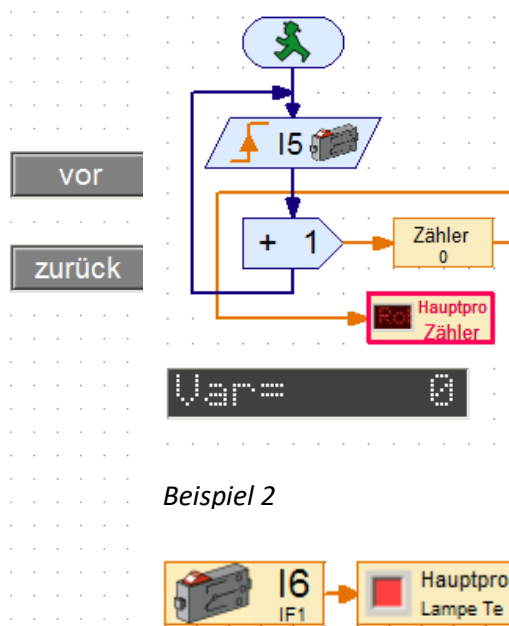 I5
vor
+ 1
Zähler
0
zurück
Hauptpro
Zähler
Var= 0
Beispiel 2
I6
IF1
Hauptpro
Lampe Te